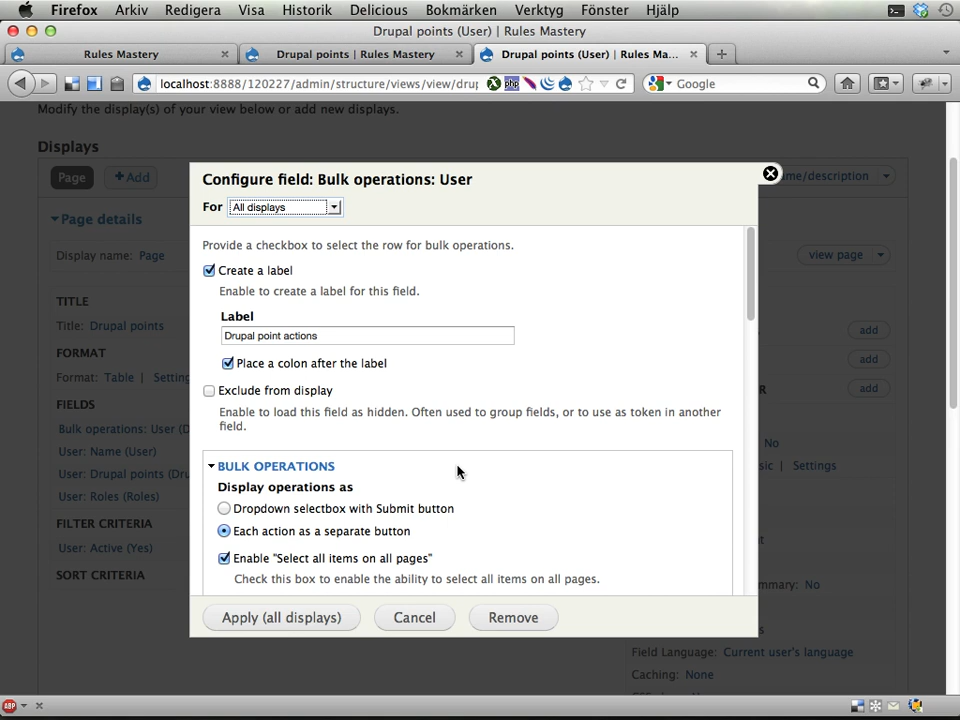 Firefox Arkiv Redigera Visa Historik Delicious Bokmärken Verktyg Fönster Hjälp
Drupal points (User) | Rules Mastery
Rules Mastery
Drupal points | Rules Mastery
Drupal points (User) | Rules Ma...
localhost:8888/120227/admin/structure/views/view/drup
php
Google
Modify the display(s) of your view below or add new displays.
Displays
Page
Add
me/description
Page details
Display name: Page
view page
TITLE
Title: Drupal points
FORMAT
Format: Table | Setting
FIELDS
Bulk operations: User (D
User: Name (User)
User: Drupal points (Dru
User: Roles (Roles)
FILTER CRITERIA
User: Active (Yes)
SORT CRITERIA
Configure field: Bulk operations: User
For All displays
Provide a checkbox to select the row for bulk operations.
Create a label
Enable to create a label for this field.
Label
Drupal point actions
Place a colon after the label
Exclude from display
Enable to load this field as hidden. Often used to group fields, or to use as token in another
field.
BULK OPERATIONS
Display operations as
Dropdown selectbox with Submit button
Each action as a separate button
Enable "Select all items on all pages"
Check this box to enable the ability to select all items on all pages.
Apply (all displays)
Cancel
Remove
add
add
add
R
No
sic | Settings
t
mmary: No
s
Field Language: Current user's language
Caching: None
ABP